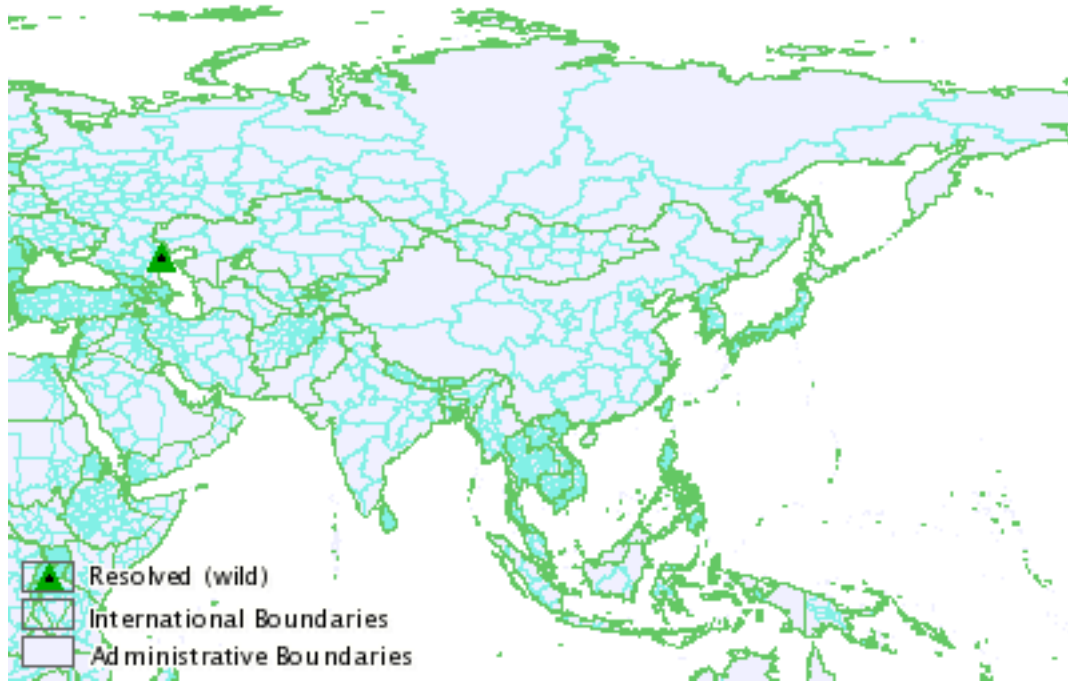 Resolved (wild)
International Boundaries
Administrative Boundaries